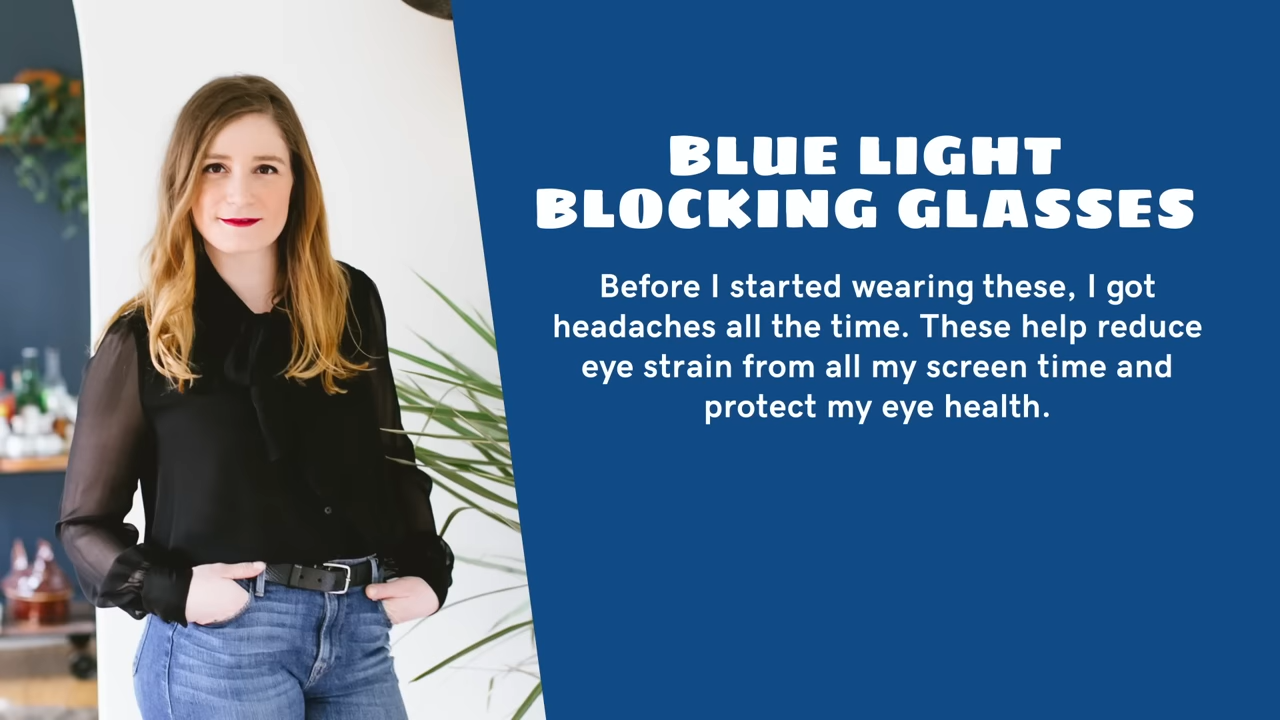 BLUE LIGHT
BLOCKING GLASSES
Before I started wearing these, I got
headaches all the time. These help reduce
eye strain from all my screen time and
protect my eye health.